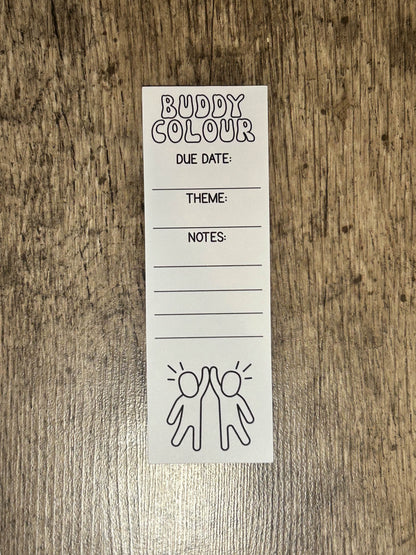 BUDDY
COLOUR
DUE DATE:
THEME:
NOTES: